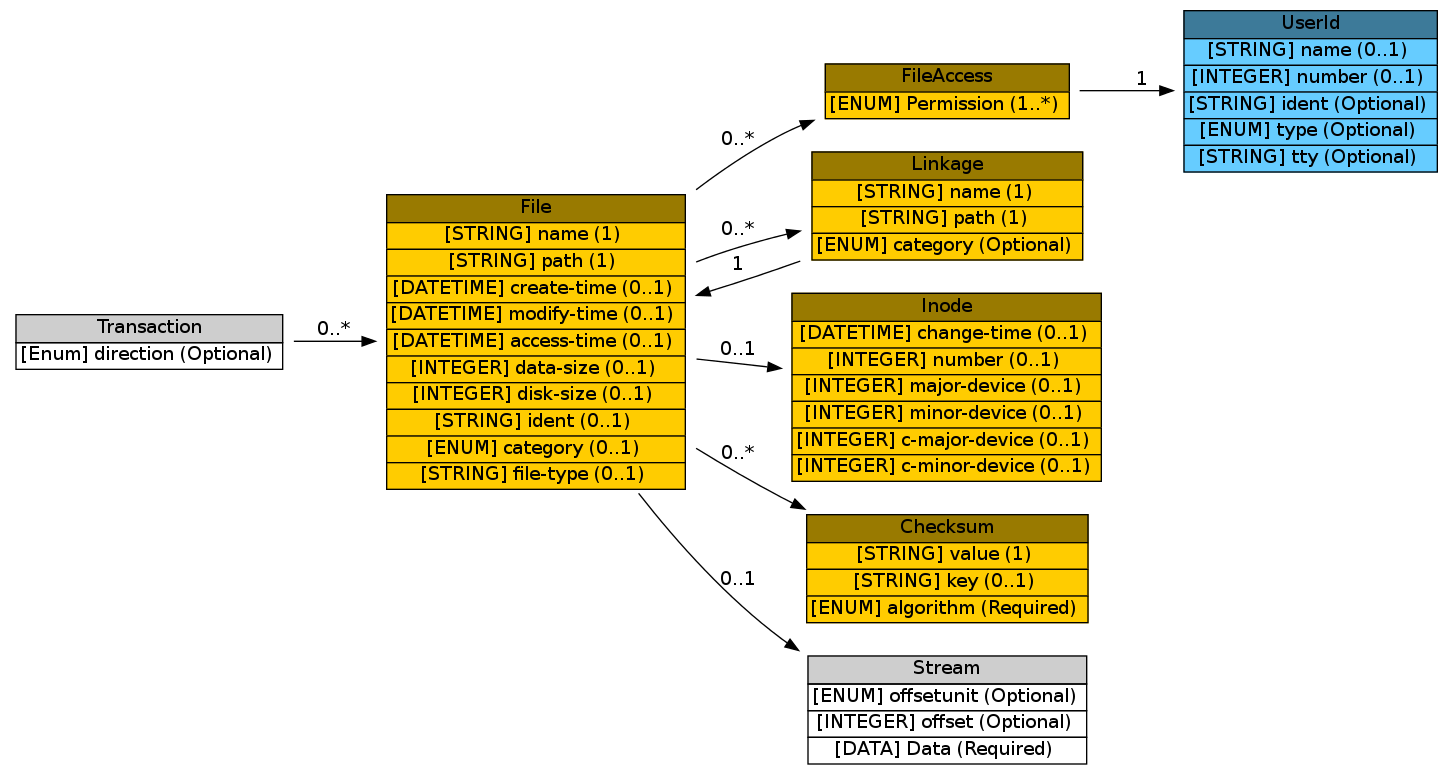 Transaction
[Enum] direction (Optional)
0..*
File
[STRING] name (1)
[STRING] path (1)
[DATETIME] create-time (0..1)
[DATETIME] modify-time (0..1)
[DATETIME] access-time (0..1)
[INTEGER] data-size (0..1)
[INTEGER] disk-size (0..1)
[STRING] ident (0..1)
[ENUM] category (0..1)
[STRING] file-type (0..1)
0..*
0..*
1
0..1
0..*
0..1
FileAccess
[ENUM] Permission (1..*)
1
UserId
[STRING] name (0..1)
[INTEGER] number (0..1)
[STRING] ident (Optional)
[ENUM] type (Optional)
[STRING] tty (Optional)
Linkage
[STRING] name (1)
[STRING] path (1)
[ENUM] category (Optional)
Inode
[DATETIME] change-time (0..1)
[INTEGER] number (0..1)
[INTEGER] major-device (0..1)
[INTEGER] minor-device (0..1)
[INTEGER] c-major-device (0..1)
[INTEGER] c-minor-device (0..1)
Checksum
[STRING] value (1)
[STRING] key (0..1)
[ENUM] algorithm (Required)
Stream
[ENUM] offsetunit (Optional)
[INTEGER] offset (Optional)
[DATA] Data (Required)